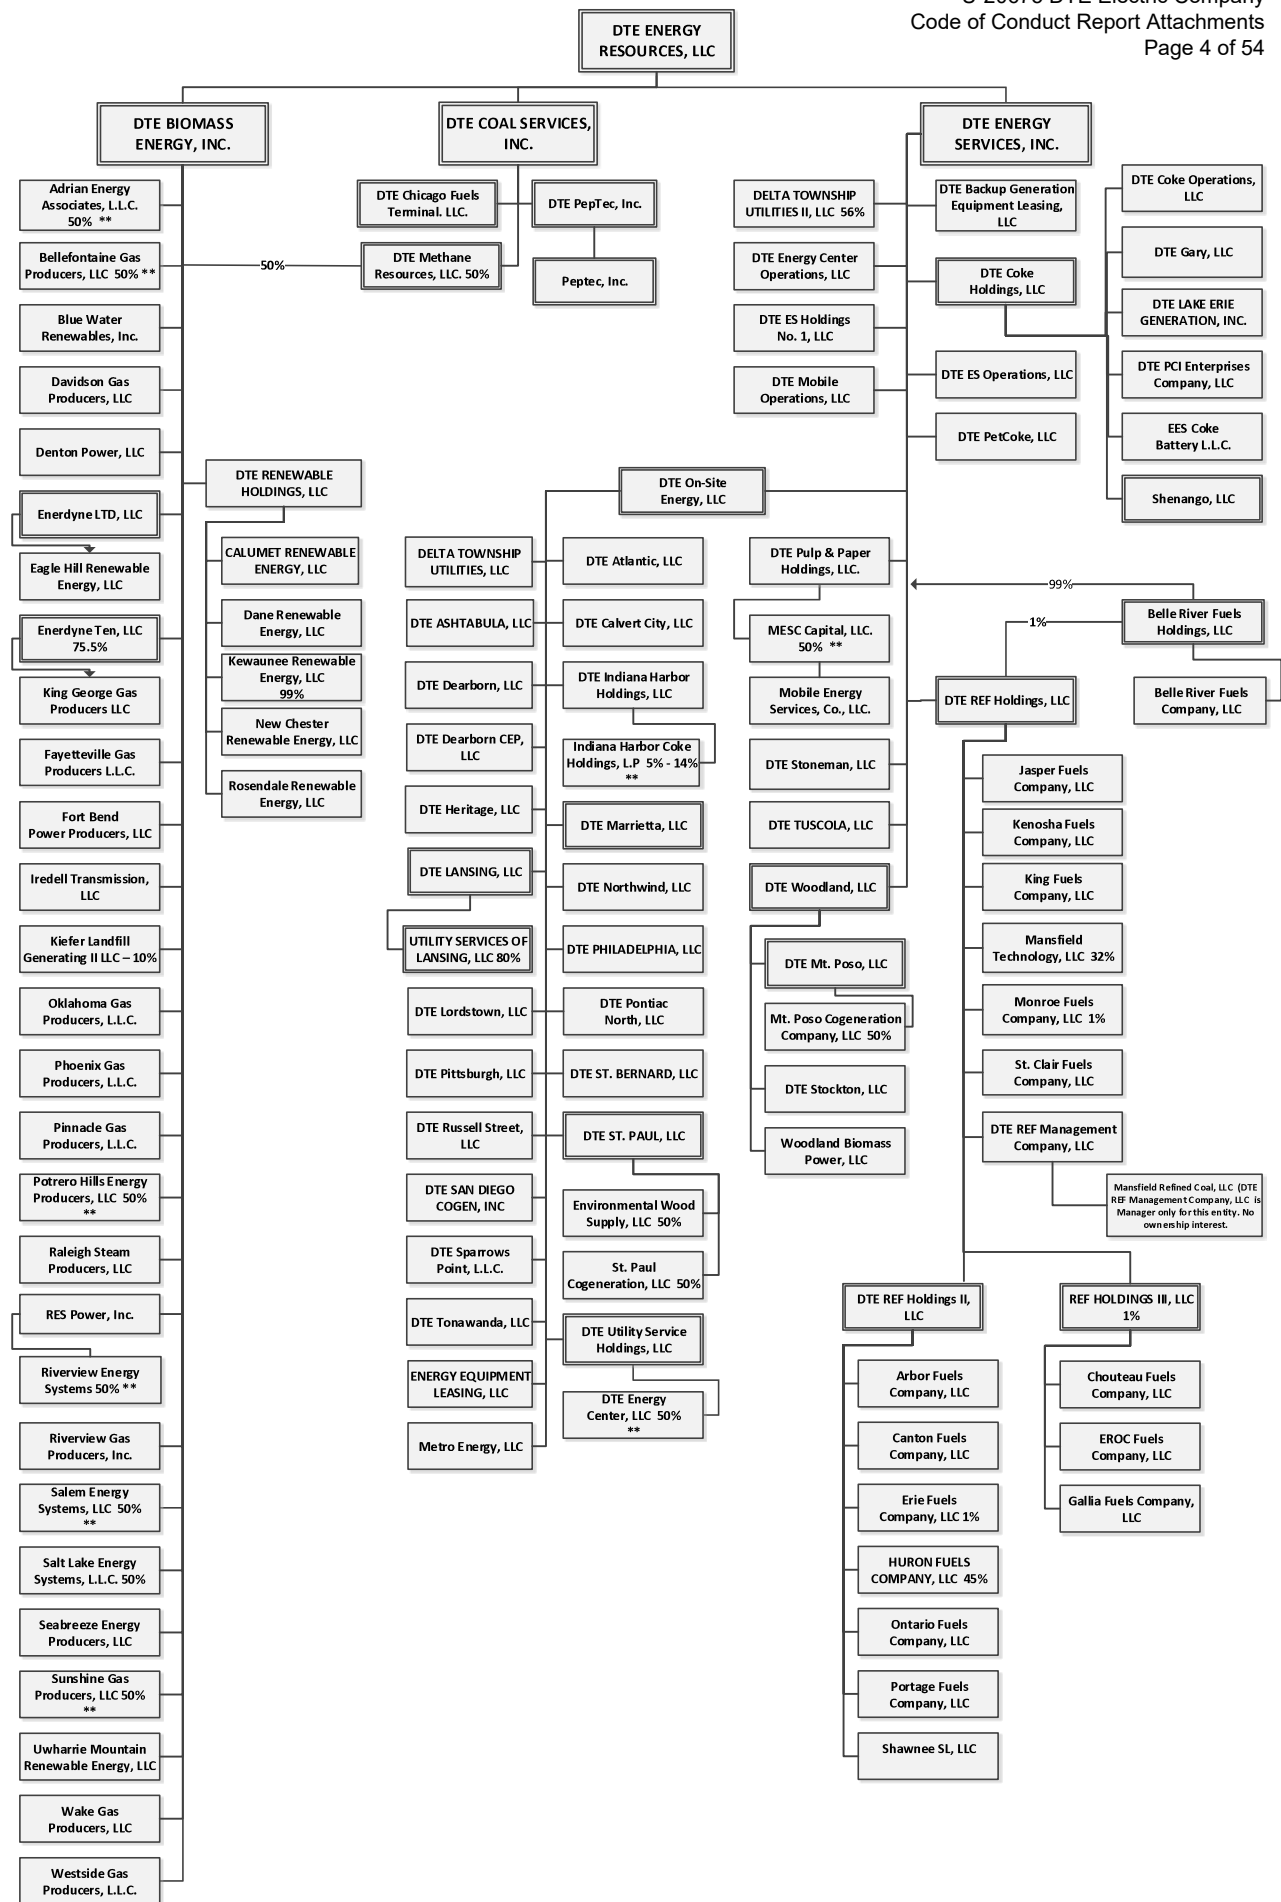 Code of Conduct Report Attachments
Page 4 of 54
DTE ENERGY
RESOURCES, LLC
DTE BIOMASS
ENERGY, INC.
DTE COAL SERVICES,
INC.
DTE ENERGY
SERVICES, INC.
Adrian Energy
Associates, L.L.C.
50% **
Bellefontaine Gas
Producers, LLC 50% **
Blue Water
Renewables, Inc.
Davidson Gas
Producers, LLC
Denton Power, LLC
Enerdyne LTD, LLC
Eagle Hill Renewable
Energy, LLC
Enerdyne Ten, LLC
75.5%
King George Gas
Producers LLC
Fayetteville Gas
Producers L.L.C.
Fort Bend
Power Producers, LLC
Iredell Transmission,
LLC
Kiefer Landfill
Generating II LLC – 10%
Oklahoma Gas
Producers, L.L.C.
Phoenix Gas
Producers, L.L.C.
Pinnacle Gas
Producers, L.L.C.
Potrero Hills Energy
Producers, LLC 50%
**
Raleigh Steam
Producers, LLC
RES Power, Inc.
Riverview Energy
Systems 50% **
Riverview Gas
Producers, Inc.
Salem Energy
Systems, LLC 50%
**
Salt Lake Energy
Systems, L.L.C. 50%
Seabreeze Energy
Producers, LLC
Sunshine Gas
Producers, LLC 50%
**
Uwharrie Mountain
Renewable Energy, LLC
Wake Gas
Producers, LLC
Westside Gas
Producers, L.L.C.
DTE RENEWABLE
HOLDINGS, LLC
CALUMET RENEWABLE
ENERGY, LLC
Dane Renewable
Energy, LLC
Kewaunee Renewable
Energy, LLC
99%
New Chester
Renewable Energy, LLC
Rosendale Renewable
Energy, LLC
50%
DTE Chicago Fuels
Terminal. LLC.
DTE PepTec, Inc.
DTE Methane
Resources, LLC. 50%
Peptec, Inc.
DELTA TOWNSHIP
UTILITIES II, LLC 56%
DTE Energy Center
Operations, LLC
DTE ES Holdings
No. 1, LLC
DTE Mobile
Operations, LLC
DTE Backup Generation
Equipment Leasing,
LLC
DTE Coke
Holdings, LLC
DTE ES Operations, LLC
DTE PetCoke, LLC
DTE Coke Operations,
LLC
DTE Gary, LLC
DTE LAKE ERIE
GENERATION, INC.
DTE PCI Enterprises
Company, LLC
EES Coke
Battery L.L.C.
Shenango, LLC
DTE On-Site
Energy, LLC
DELTA TOWNSHIP
UTILITIES, LLC
DTE ASHTABULA, LLC
DTE Dearborn, LLC
DTE Dearborn CEP,
LLC
DTE Heritage, LLC
DTE LANSING, LLC
UTILITY SERVICES OF
LANSING, LLC 80%
DTE Lordstown, LLC
DTE Pittsburgh, LLC
DTE Russell Street,
LLC
DTE SAN DIEGO
COGEN, INC
DTE Sparrows
Point, L.L.C.
DTE Tonawanda, LLC
ENERGY EQUIPMENT
LEASING, LLC
Metro Energy, LLC
DTE Atlantic, LLC
DTE Calvert City, LLC
DTE Indiana Harbor
Holdings, LLC
Indiana Harbor Coke
Holdings, L.P 5% - 14%
**
DTE Marrietta, LLC
DTE Northwind, LLC
DTE PHILADELPHIA, LLC
DTE Pontiac
North, LLC
DTE ST. BERNARD, LLC
DTE ST. PAUL, LLC
Environmental Wood
Supply, LLC 50%
St. Paul
Cogeneration, LLC 50%
DTE Utility Service
Holdings, LLC
DTE Energy
Center, LLC 50%
**
DTE Pulp & Paper
Holdings, LLC.
MESC Capital, LLC.
50% **
Mobile Energy
Services, Co., LLC.
DTE Stoneman, LLC
DTE TUSCOLA, LLC
DTE Woodland, LLC
DTE Mt. Poso, LLC
Mt. Poso Cogeneration
Company, LLC 50%
DTE Stockton, LLC
Woodland Biomass
Power, LLC
99%
1%
Belle River Fuels
Holdings, LLC
Belle River Fuels
Company, LLC
DTE REF Holdings, LLC
Jasper Fuels
Company, LLC
Kenosha Fuels
Company, LLC
King Fuels
Company, LLC
Mansfield
Technology, LLC 32%
Monroe Fuels
Company, LLC 1%
St. Clair Fuels
Company, LLC
DTE REF Management
Company, LLC
Mansfield Refined Coal, LLC (DTE
REF Management Company, LLC is
Manager only for this entity. No
ownership interest.
DTE REF Holdings II,
LLC
REF HOLDINGS III, LLC
1%
Arbor Fuels
Company, LLC
Canton Fuels
Company, LLC
Erie Fuels
Company, LLC 1%
HURON FUELS
COMPANY, LLC 45%
Ontario Fuels
Company, LLC
Portage Fuels
Company, LLC
Shawnee SL, LLC
Chouteau Fuels
Company, LLC
EROC Fuels
Company, LLC
Gallia Fuels Company,
LLC